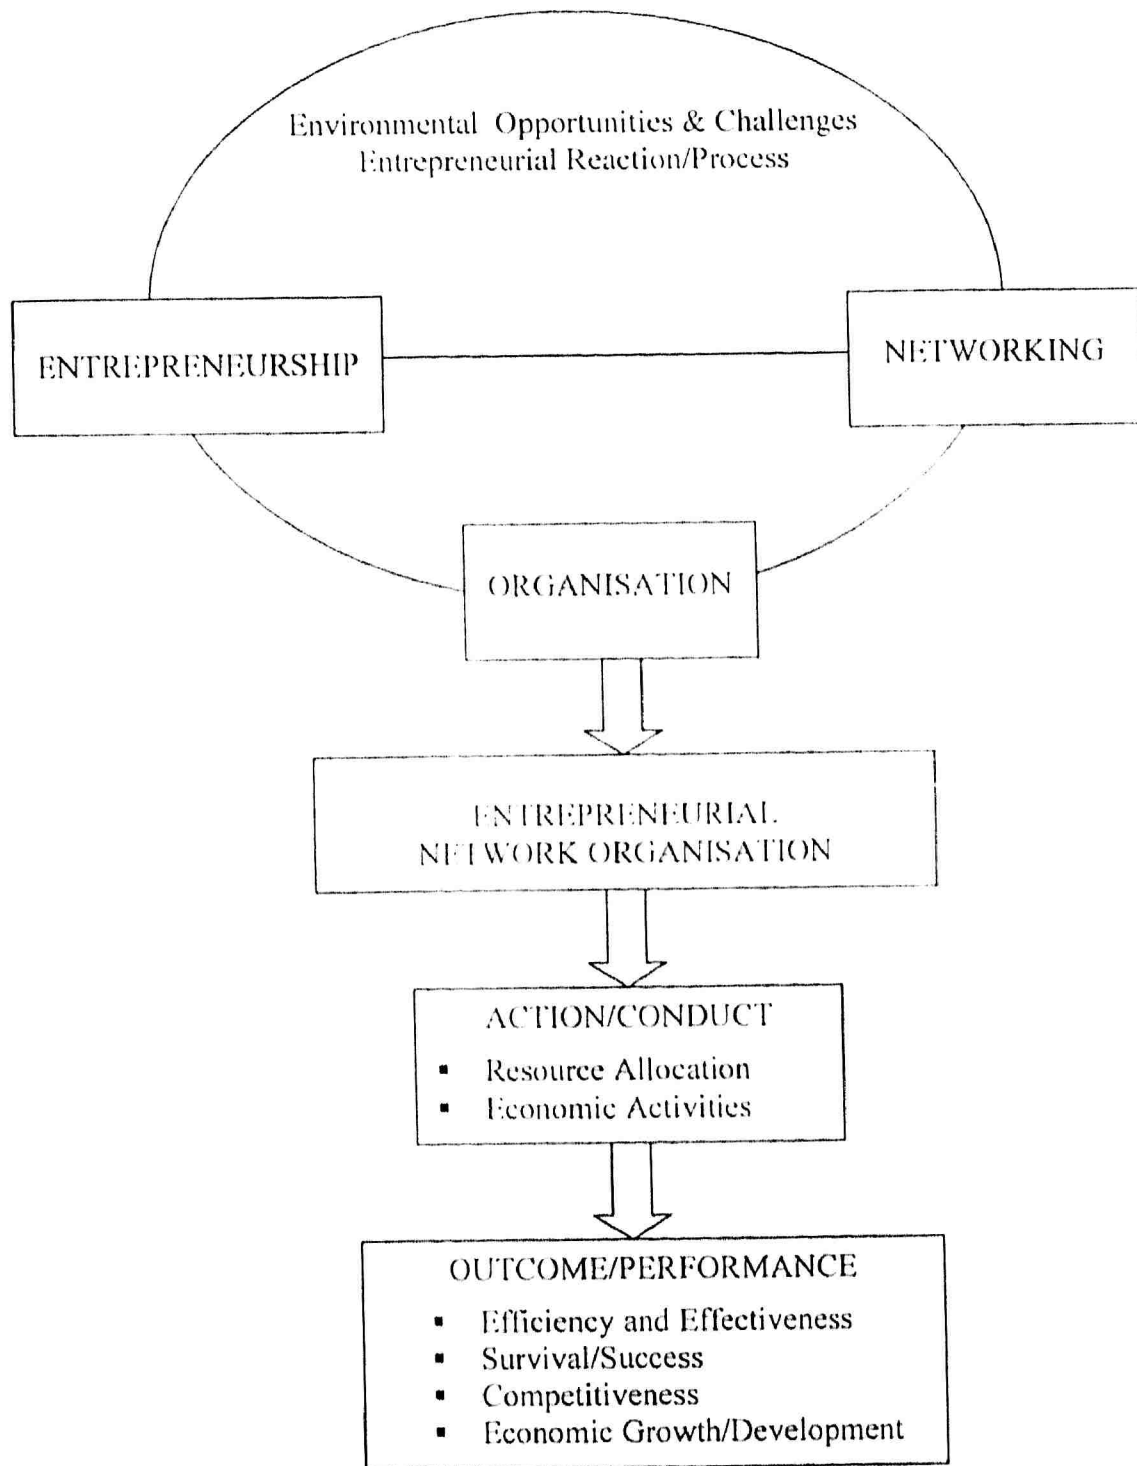 Environmental Opportunities & Challenges
Entrepreneurial Reaction/Process
ENTREPRENEURSHIP
NETWORKING
ORGANISATION
ENTREPRENEURIAL
NETWORK ORGANISATION
ACTION/CONDUCT
▪ Resource Allocation
▪ Economic Activities
OUTCOME/PERFORMANCE
▪ Efficiency and Effectiveness
▪ Survival/Success
▪ Competitiveness
▪ Economic Growth/Development